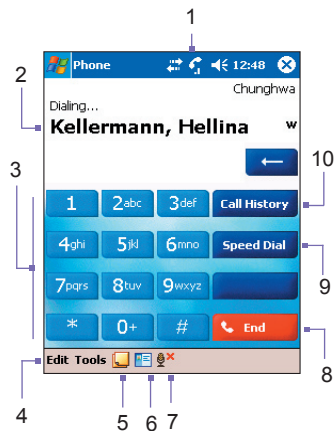 1
Phone 12:48
Chunghwa
2
Dialing...
Kellermann, Hellina w
3
10
1 2abc 3def Call History
4ghi 5jkl 6mno Speed Dial
9
7pqrs 8tuv 9wxyz
* 0+ # End
8
Edit Tools
4 5 6 7